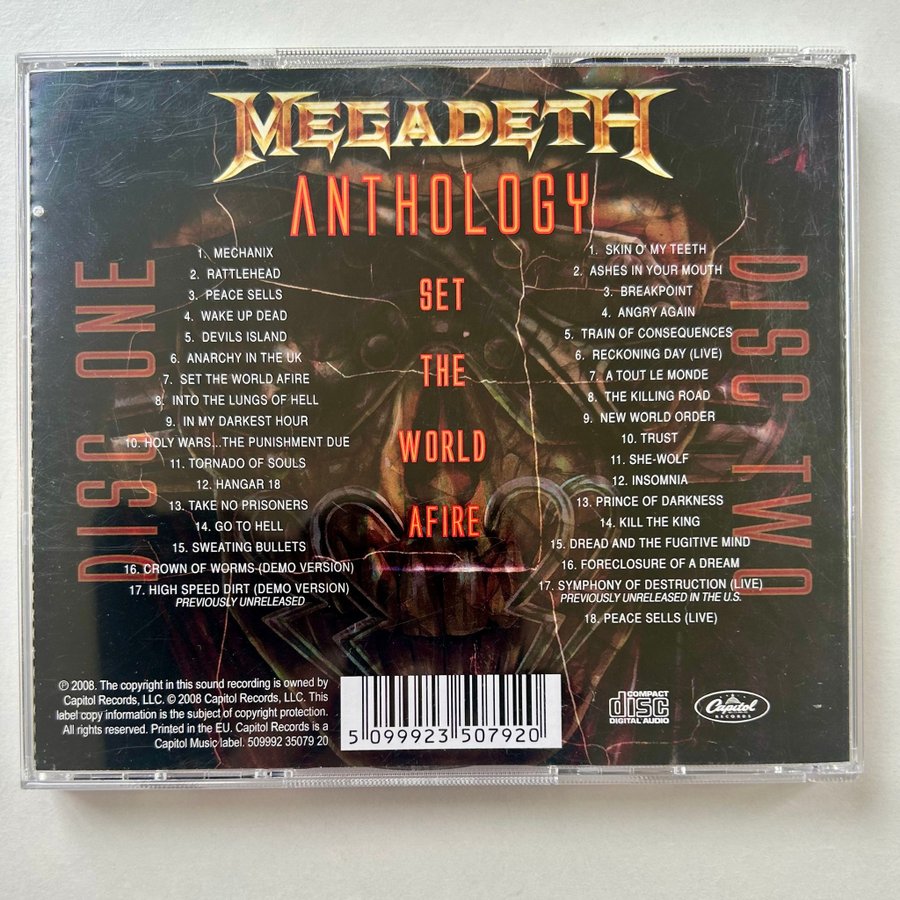 MEGADETH
ANTHOLOGY
SET
THE
WORLD
AFIRE
DISC ONE
1. MECHANIX
2. RATTLEHEAD
3. PEACE SELLS
4. WAKE UP DEAD
5. DEVILS ISLAND
6. ANARCHY IN THE UK
7. SET THE WORLD AFIRE
8. INTO THE LUNGS OF HELL
9. IN MY DARKEST HOUR
10. HOLY WARS...THE PUNISHMENT DUE
11. TORNADO OF SOULS
12. HANGAR 18
13. TAKE NO PRISONERS
14. GO TO HELL
15. SWEATING BULLETS
16. CROWN OF WORMS (DEMO VERSION)
17. HIGH SPEED DIRT (DEMO VERSION)
PREVIOUSLY UNRELEASED
DISC TWO
1. SKIN O' MY TEETH
2. ASHES IN YOUR MOUTH
3. BREAKPOINT
4. ANGRY AGAIN
5. TRAIN OF CONSEQUENCES
6. RECKONING DAY (LIVE)
7. A TOUT LE MONDE
8. THE KILLING ROAD
9. NEW WORLD ORDER
10. TRUST
11. SHE-WOLF
12. INSOMNIA
13. PRINCE OF DARKNESS
14. KILL THE KING
15. DREAD AND THE FUGITIVE MIND
16. FORECLOSURE OF A DREAM
17. SYMPHONY OF DESTRUCTION (LIVE)
PREVIOUSLY UNRELEASED IN THE U.S.
18. PEACE SELLS (LIVE)
℗ 2008. The copyright in this sound recording is owned by
Capitol Records, LLC. © 2008 Capitol Records, LLC. This
label copy information is the subject of copyright protection.
All rights reserved. Printed in the EU. Capitol Records is a
Capitol Music label. 509992 35079 20
5 099923 507920
COMPACT
disc
DIGITAL AUDIO
Capitol
RECORDS